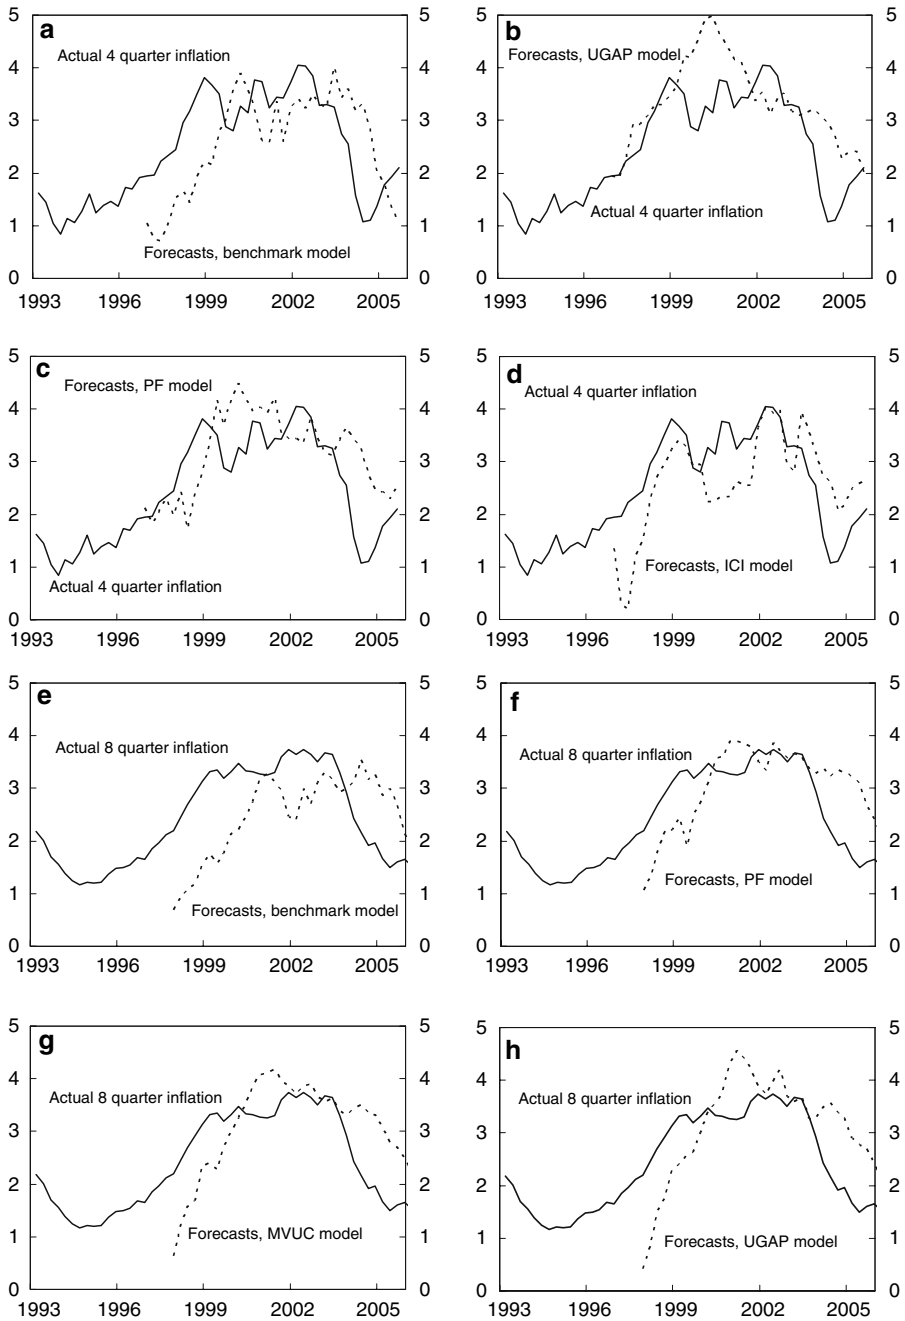 a
Actual 4 quarter inflation
Forecasts, benchmark model
5 5
4 4
3 3
2 2
1 1
0 0
1993 1996 1999 2002 2005
b
Forecasts, UGAP model
Actual 4 quarter inflation
5 5
4 4
3 3
2 2
1 1
0 0
1993 1996 1999 2002 2005
c
Forecasts, PF model
Actual 4 quarter inflation
5 5
4 4
3 3
2 2
1 1
0 0
1993 1996 1999 2002 2005
d
Actual 4 quarter inflation
Forecasts, ICI model
5 5
4 4
3 3
2 2
1 1
0 0
1993 1996 1999 2002 2005
e
Actual 8 quarter inflation
Forecasts, benchmark model
5 5
4 4
3 3
2 2
1 1
0 0
1993 1996 1999 2002 2005
f
Actual 8 quarter inflation
Forecasts, PF model
5 5
4 4
3 3
2 2
1 1
0 0
1993 1996 1999 2002 2005
g
Actual 8 quarter inflation
Forecasts, MVUC model
5 5
4 4
3 3
2 2
1 1
0 0
1993 1996 1999 2002 2005
h
Actual 8 quarter inflation
Forecasts, UGAP model
5 5
4 4
3 3
2 2
1 1
0 0
1993 1996 1999 2002 2005